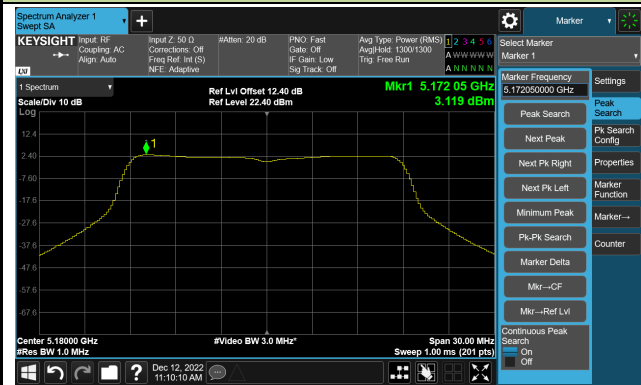 Spectrum Analyzer 1
Swept SA
Marker
KEYSIGHT
Input: RF
Coupling: AC
Align: Auto
Input Z: 50 Ω
Corrections: Off
Freq Ref: Int (S)
NFE: Adaptive
#Atten: 20 dB
PNO: Fast
Gate: Off
IF Gain: Low
Sig Track: Off
Avg Type: Power (RMS)
Avg|Hold: 1300/1300
Trig: Free Run
1 2 3 4 5 6
A W W W W W
A N N N N N
LXI
Select Marker
Marker 1
1 Spectrum
Scale/Div 10 dB
Ref Lvl Offset 12.40 dB
Ref Level 22.40 dBm
Mkr1 5.172 05 GHz
3.119 dBm
Log
12.4
2.40
-7.60
-17.6
-27.6
-37.6
-47.6
-57.6
-67.6
1
Center 5.18000 GHz
#Res BW 1.0 MHz
#Video BW 3.0 MHz*
Span 30.00 MHz
Sweep 1.00 ms (201 pts)
Marker Frequency
5.172050000 GHz
Peak Search
Next Peak
Next Pk Right
Next Pk Left
Minimum Peak
Pk-Pk Search
Marker Delta
Mkr→CF
Mkr→Ref Lvl
Continuous Peak
Search
On
Off
Settings
Peak
Search
Pk Search
Config
Properties
Marker
Function
Marker→
Counter
Dec 12, 2022
11:10:10 AM